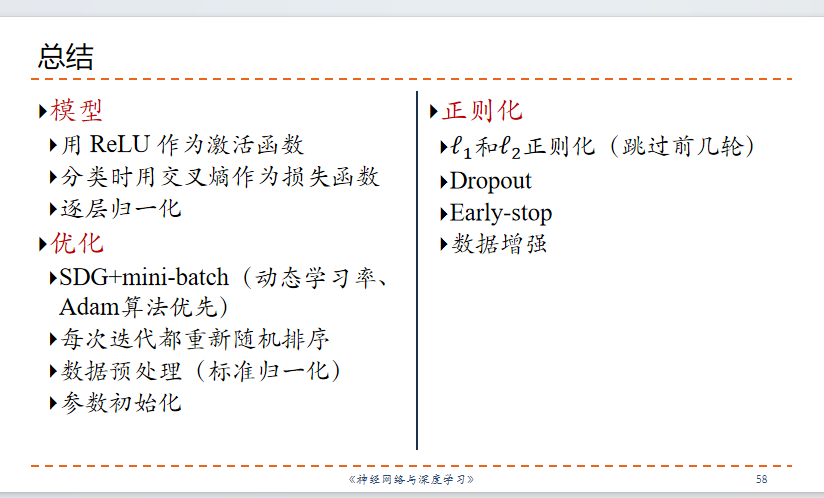 总结
模型
用 ReLU 作为激活函数
分类时用交叉熵作为损失函数
逐层归一化
优化
SDG+mini-batch（动态学习率、
Adam算法优先）
每次迭代都重新随机排序
数据预处理（标准归一化）
参数初始化
正则化
ℓ1和ℓ2正则化（跳过前几轮）
Dropout
Early-stop
数据增强
《神经网络与深度学习》
58